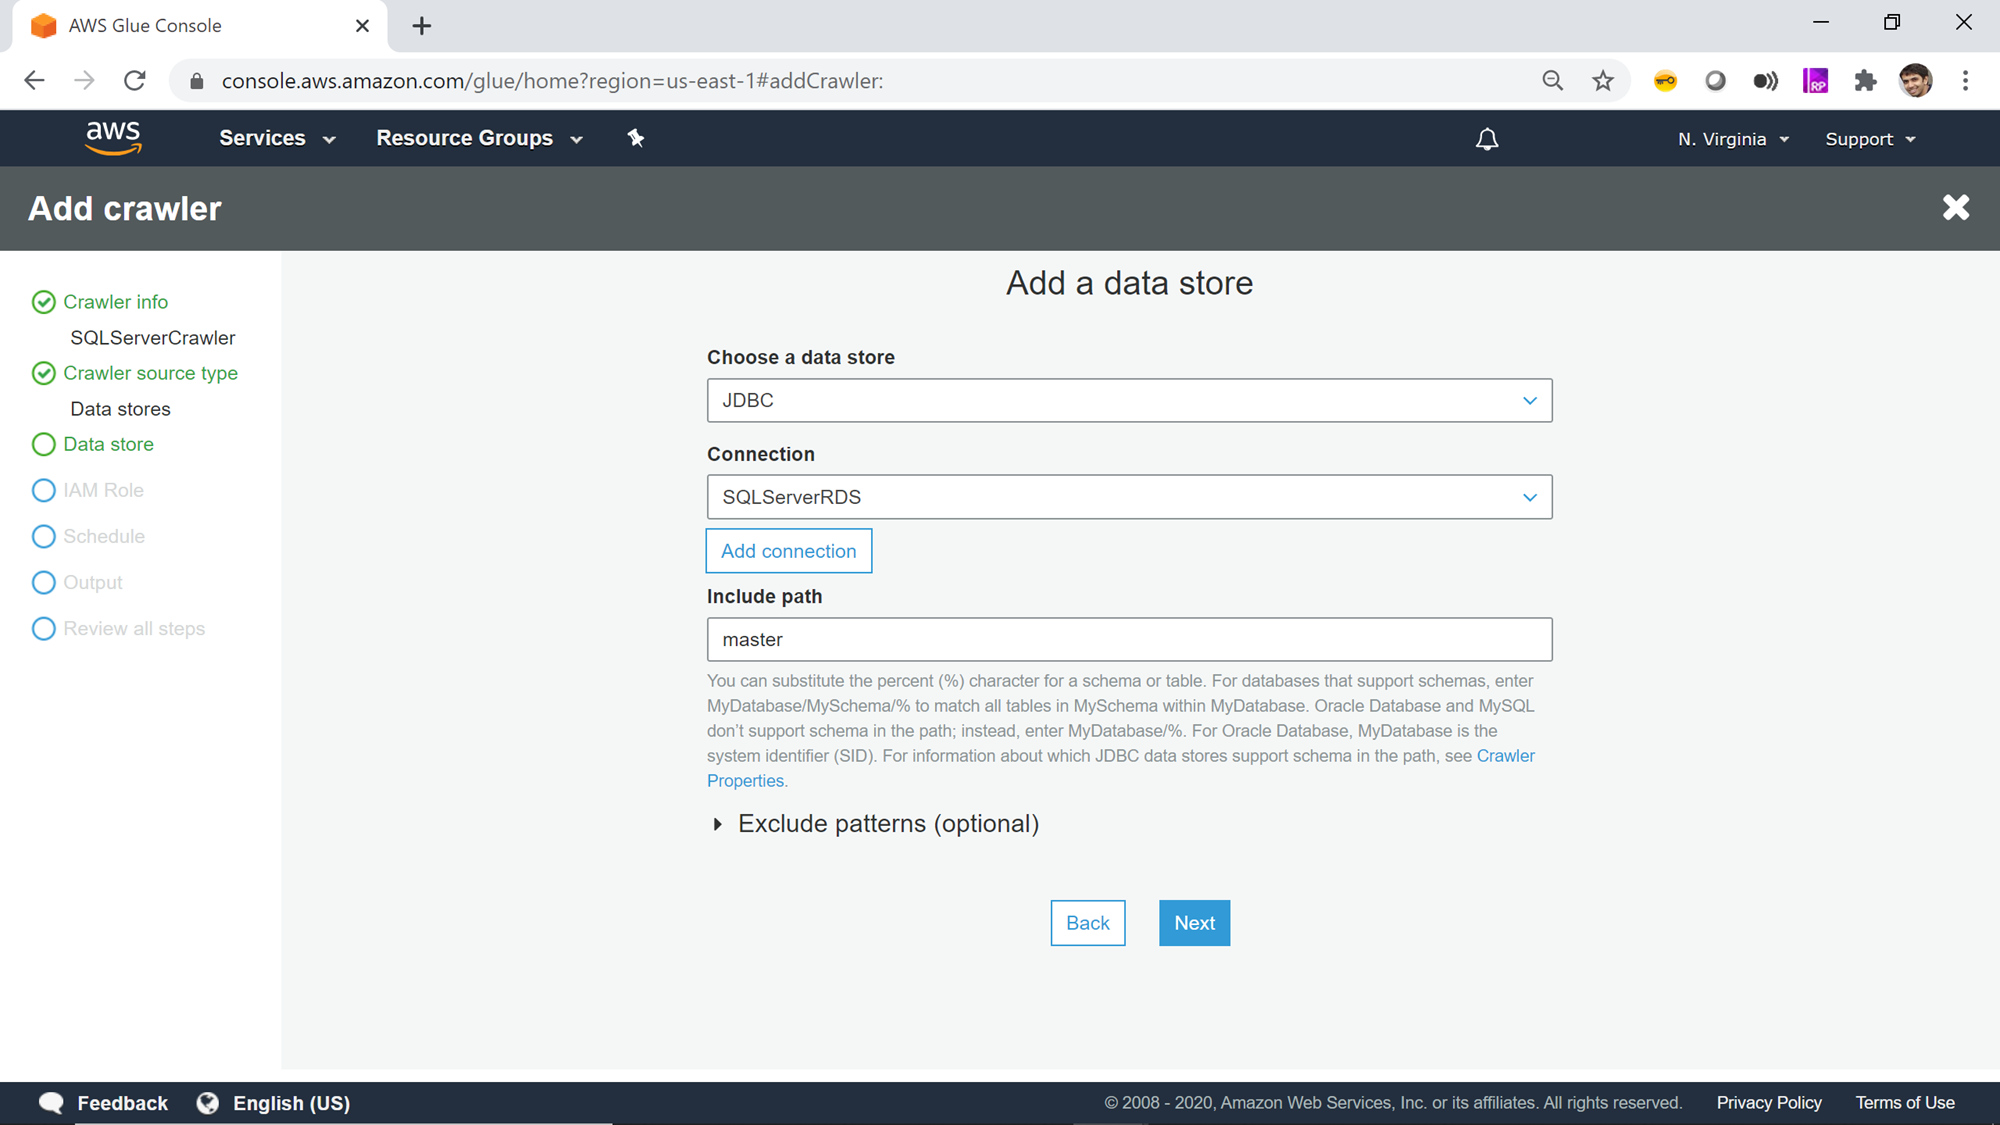 AWS Glue Console
console.aws.amazon.com/glue/home?region=us-east-1#addCrawler:
RP
aws
Services
Resource Groups
N. Virginia
Support
Add crawler
Crawler info
SQLServerCrawler
Crawler source type
Data stores
Data store
IAM Role
Schedule
Output
Review all steps
Add a data store
Choose a data store
JDBC
Connection
SQLServerRDS
Add connection
Include path
master
You can substitute the percent (%) character for a schema or table. For databases that support schemas, enter
MyDatabase/MySchema/% to match all tables in MySchema within MyDatabase. Oracle Database and MySQL
don’t support schema in the path; instead, enter MyDatabase/%. For Oracle Database, MyDatabase is the
system identifier (SID). For information about which JDBC data stores support schema in the path, see Crawler
Properties.
Exclude patterns (optional)
Back
Next
Feedback
English (US)
© 2008 - 2020, Amazon Web Services, Inc. or its affiliates. All rights reserved.
Privacy Policy
Terms of Use